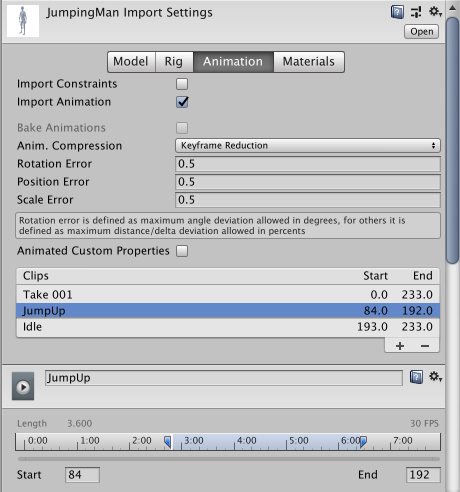 JumpingMan Import Settings
Open
Model Rig Animation Materials
Import Constraints
Import Animation
Bake Animations
Anim. Compression Keyframe Reduction
Rotation Error 0.5
Position Error 0.5
Scale Error 0.5
Rotation error is defined as maximum angle deviation allowed in degrees, for others it is
defined as maximum distance/delta deviation allowed in percents
Animated Custom Properties
Clips Start End
Take 001 0.0 233.0
JumpUp 84.0 192.0
Idle 193.0 233.0
+ −
JumpUp
Length 3.600 30 FPS
0:00 1:00 2:00 3:00 4:00 5:00 6:00 7:00
Start 84 End 192